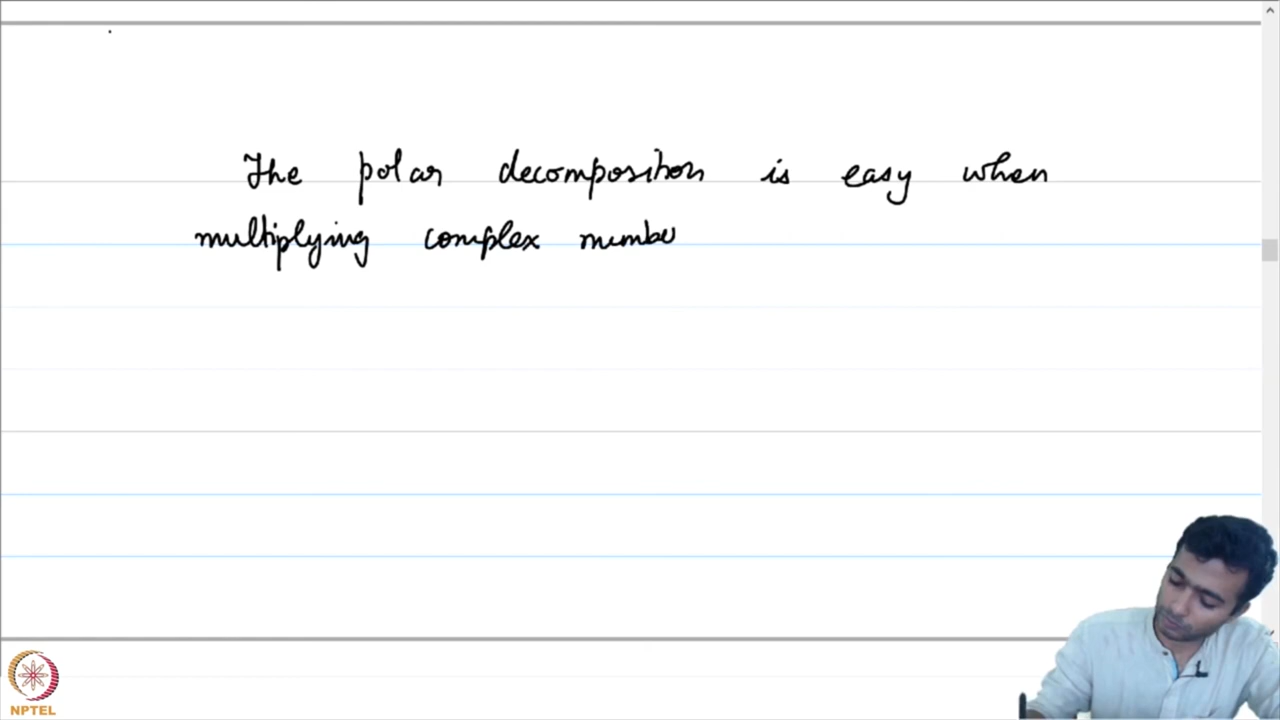 The polar decomposition is easy when
multiplying complex numbe
NPTEL